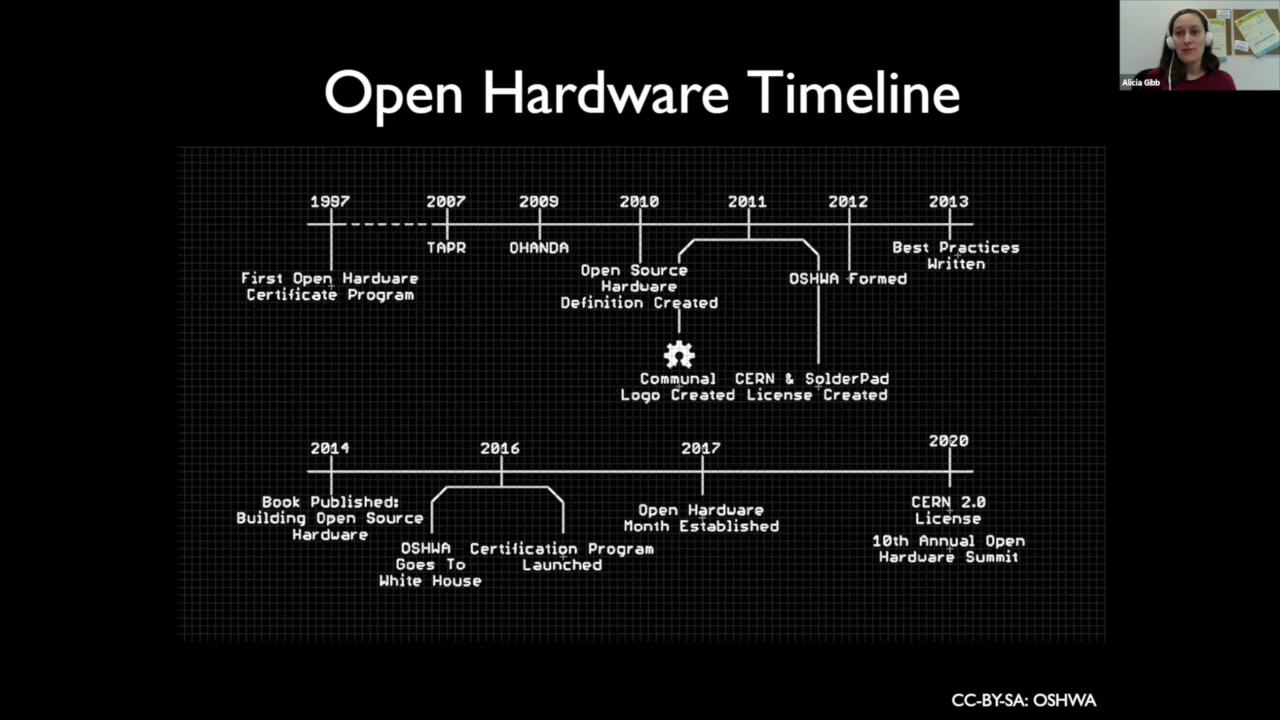 Alicia Gibb
Open Hardware Timeline
1997 2007 2009 2010 2011 2012 2013
First Open Hardware
Certificate Program
TAPR
OHANDA
Open Source
Hardware
Definition Created
Communal
Logo Created
CERN & SolderPad
License Created
OSHWA Formed
Best Practices
Written
2014 2016 2017 2020
Book Published:
Building Open Source
Hardware
OSHWA
Goes To
White House
Certification Program
Launched
Open Hardware
Month Established
CERN 2.0
License
10th Annual Open
Hardware Summit
CC-BY-SA: OSHWA